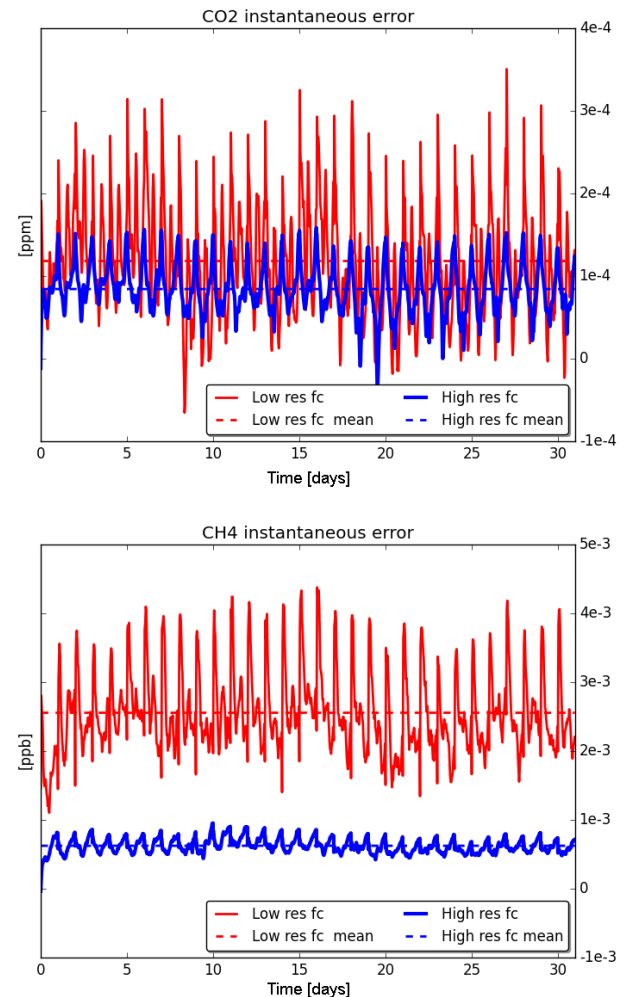 CO2 instantaneous error
4e-4
3e-4
2e-4
1e-4
0
-1e-4
[ppm]
Low res fc
Low res fc  mean
High res fc
High res fc mean
0 5 10 15 20 25 30
Time [days]
CH4 instantaneous error
5e-3
4e-3
3e-3
2e-3
1e-3
0
-1e-3
[ppb]
Low res fc
Low res fc  mean
High res fc
High res fc mean
0 5 10 15 20 25 30
Time [days]